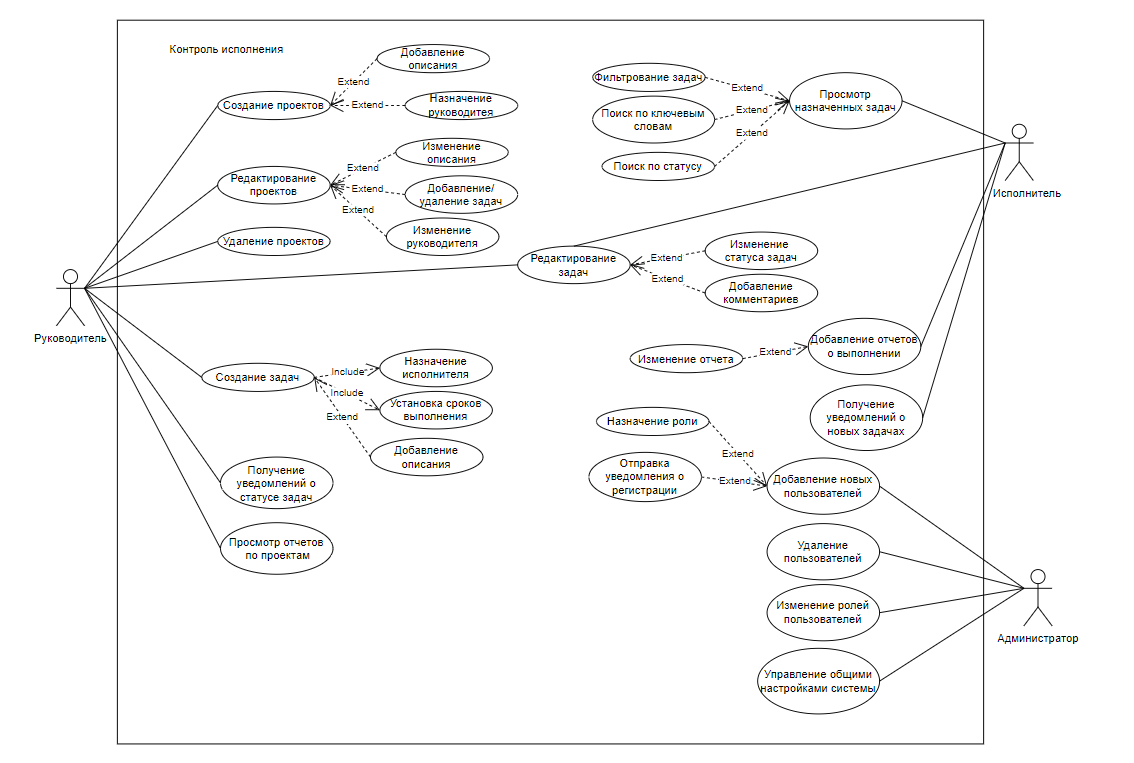 Контроль исполнения
Добавление
описания
Extend
Создание проектов
Extend
Назначение
руководитея
Изменение
описания
Extend
Редактирование
проектов
Extend
Добавление/
удаление задач
Extend
Изменение
руководителя
Удаление проектов
Фильтрование задач
Extend
Просмотр
назначенных задач
Поиск по ключевым
словам
Extend
Extend
Поиск по статусу
Исполнитель
Редактирование
задач
Extend
Изменение
статуса задач
Extend
Добавление
комментариев
Руководитель
Изменение отчета
Extend
Добавление отчетов
о выполнении
Создание задач
Include
Назначение
исполнителя
Include
Установка сроков
выполнения
Extend
Добавление
описания
Получение
уведомлений о
новых задачах
Назначение роли
Extend
Отправка
уведомления о
регистрации
Extend
Добавление новых
пользователей
Получение
уведомлений о
статусе задач
Просмотр отчетов
по проектам
Удаление
пользователей
Изменение ролей
пользователей
Администратор
Управление общими
настройками системы